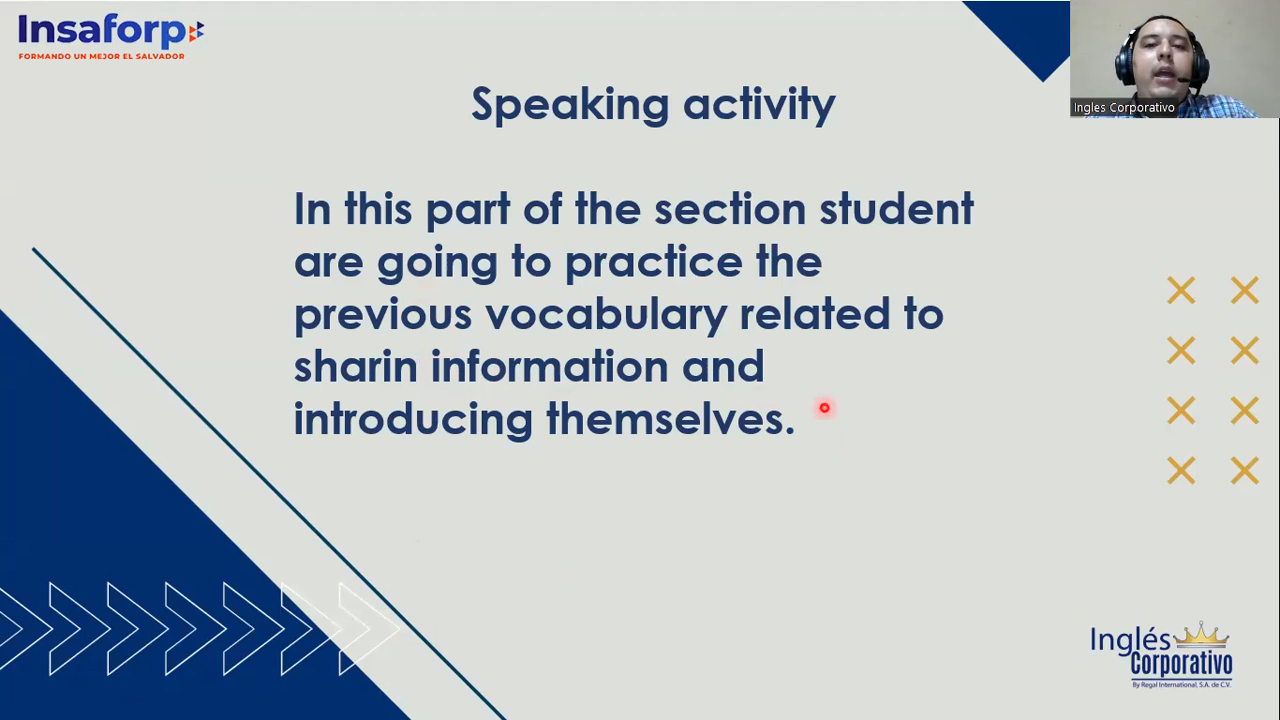 Insaforp
FORMANDO UN MEJOR EL SALVADOR
Ingles Corporativo
Speaking activity
In this part of the section student
are going to practice the
previous vocabulary related to
sharin information and
introducing themselves.
Inglés
Corporativo
By Regal International, S.A. de C.V.